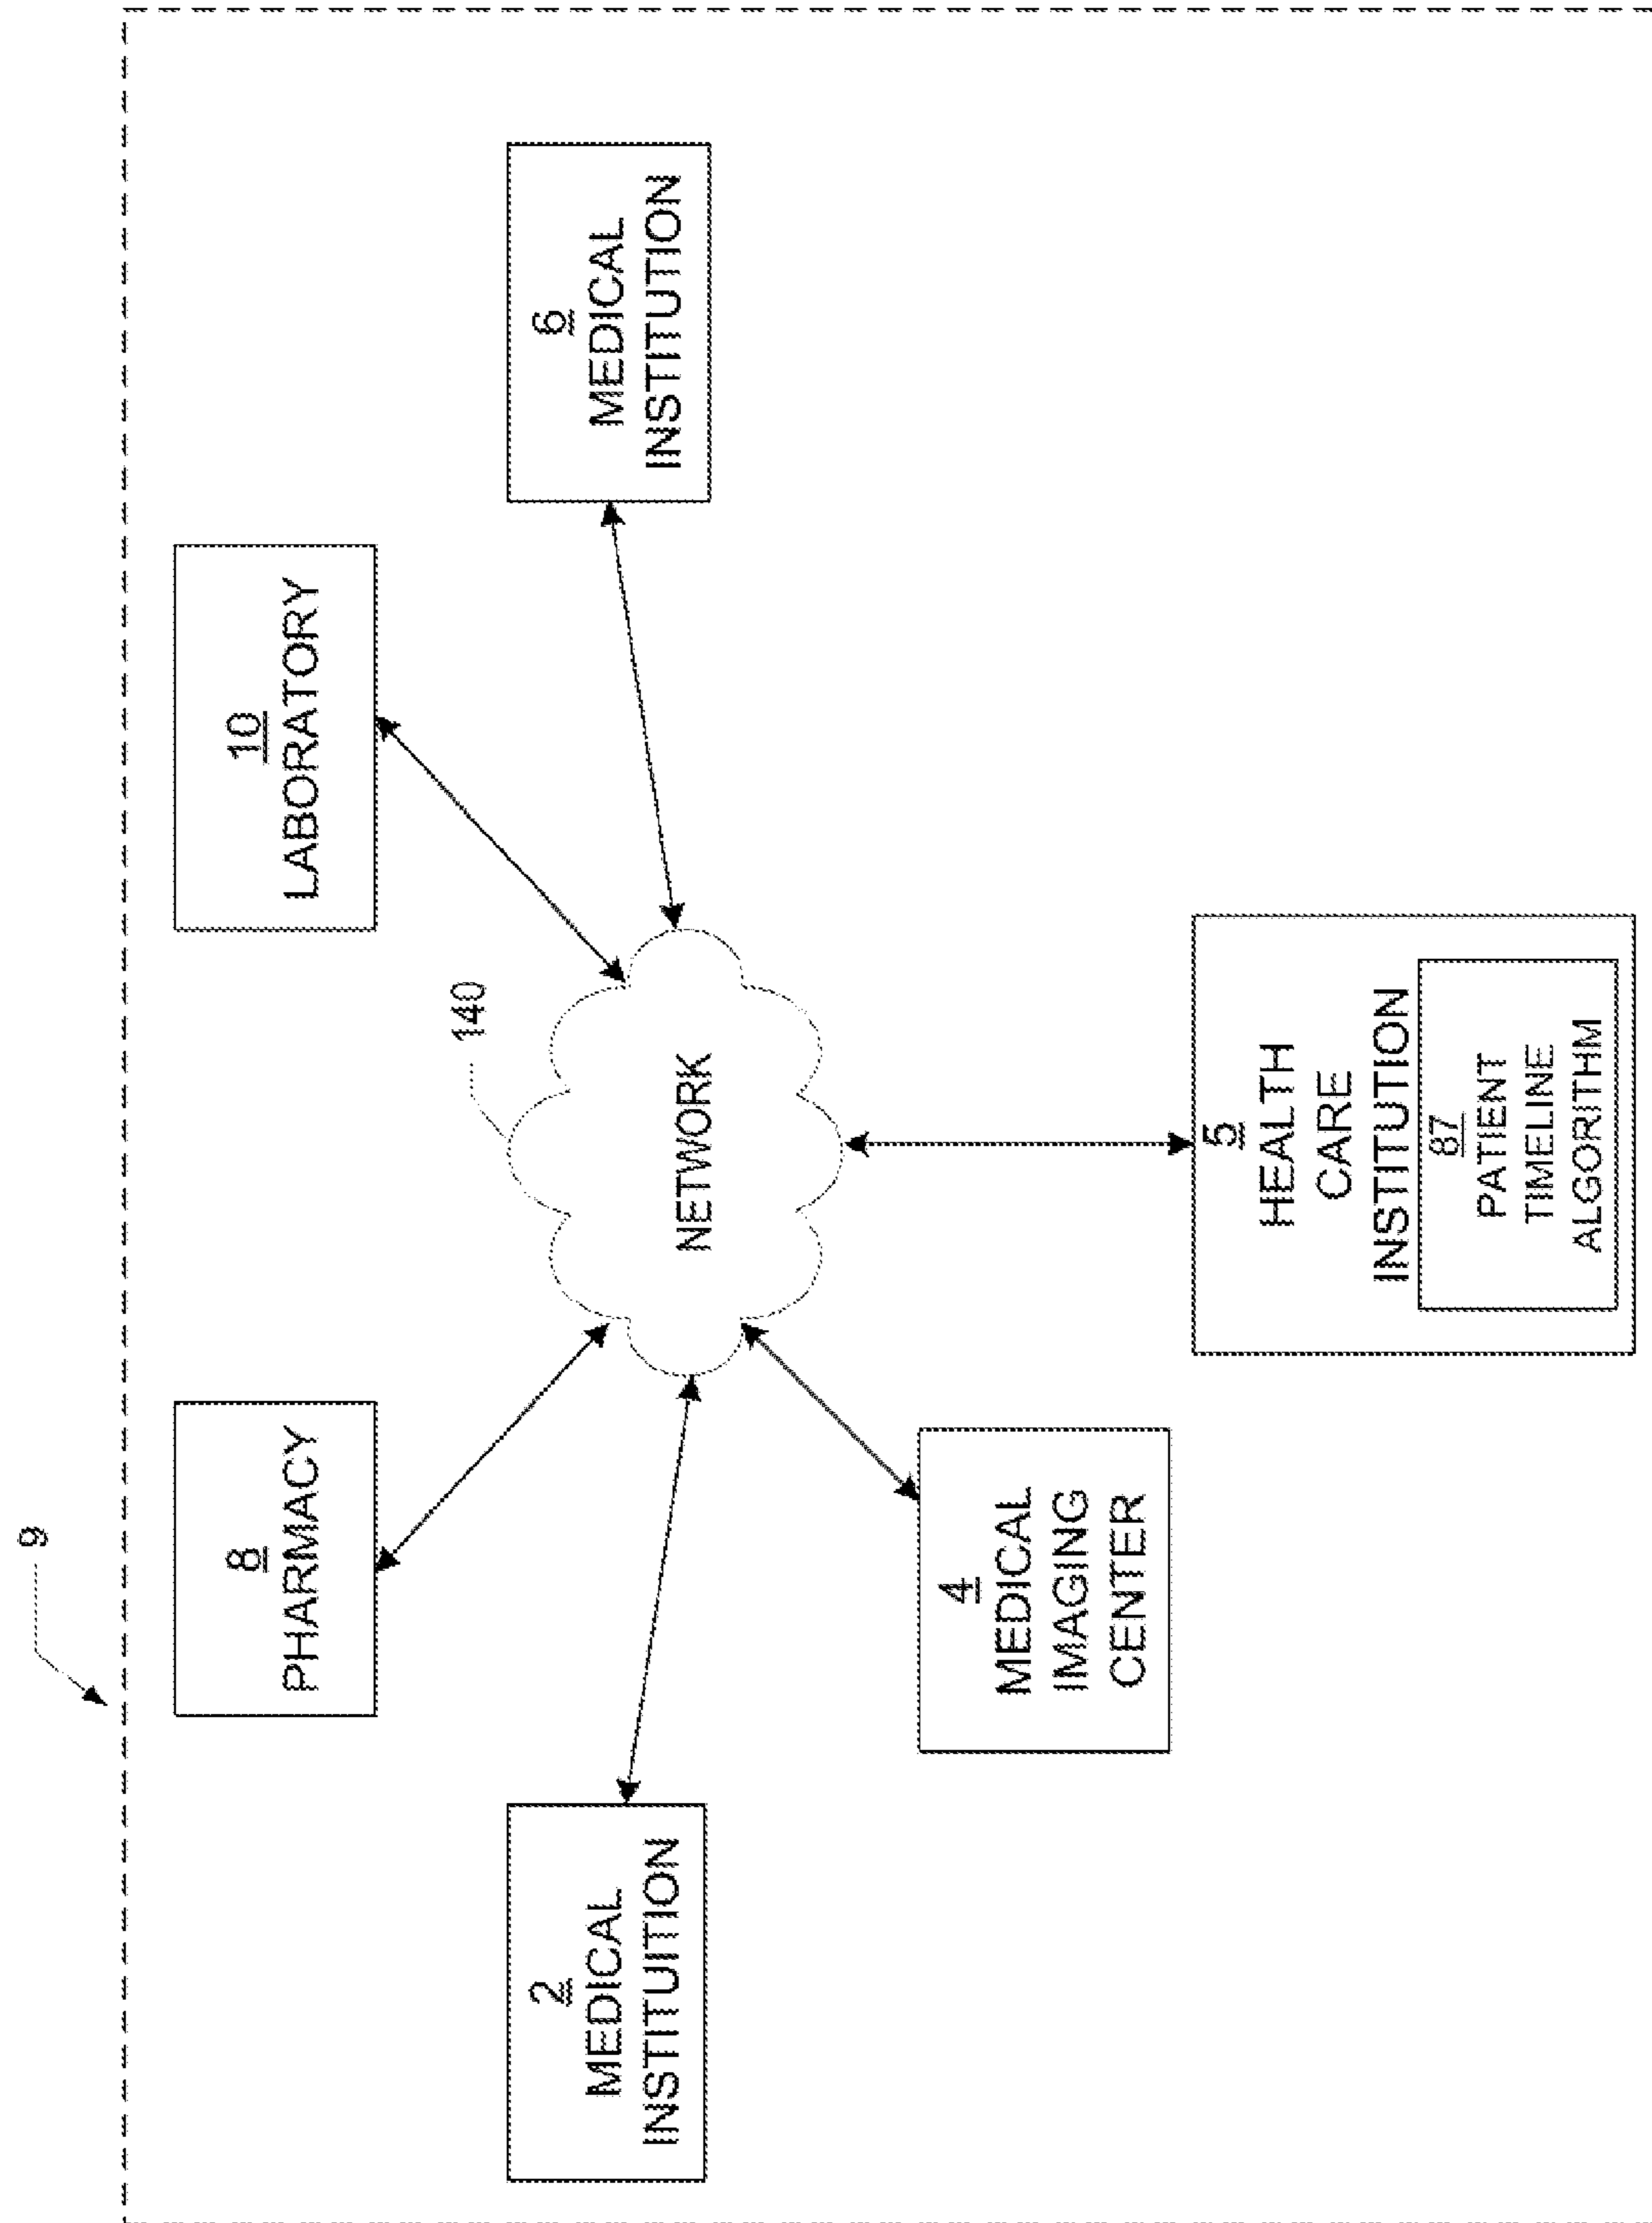 9
8
PHARMACY
10
LABORATORY
2
MEDICAL
INSTITUITION
140
NETWORK
6
MEDICAL
INSTITUTION
4
MEDICAL
IMAGING
CENTER
5
HEALTH
CARE
INSTITUTION
87
PATIENT
TIMELINE
ALGORITHM